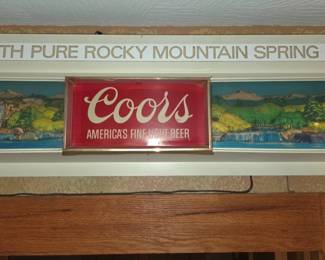 TH PURE ROCKY MOUNTAIN SPRING
Coors
AMERICA'S FINE LIGHT BEER